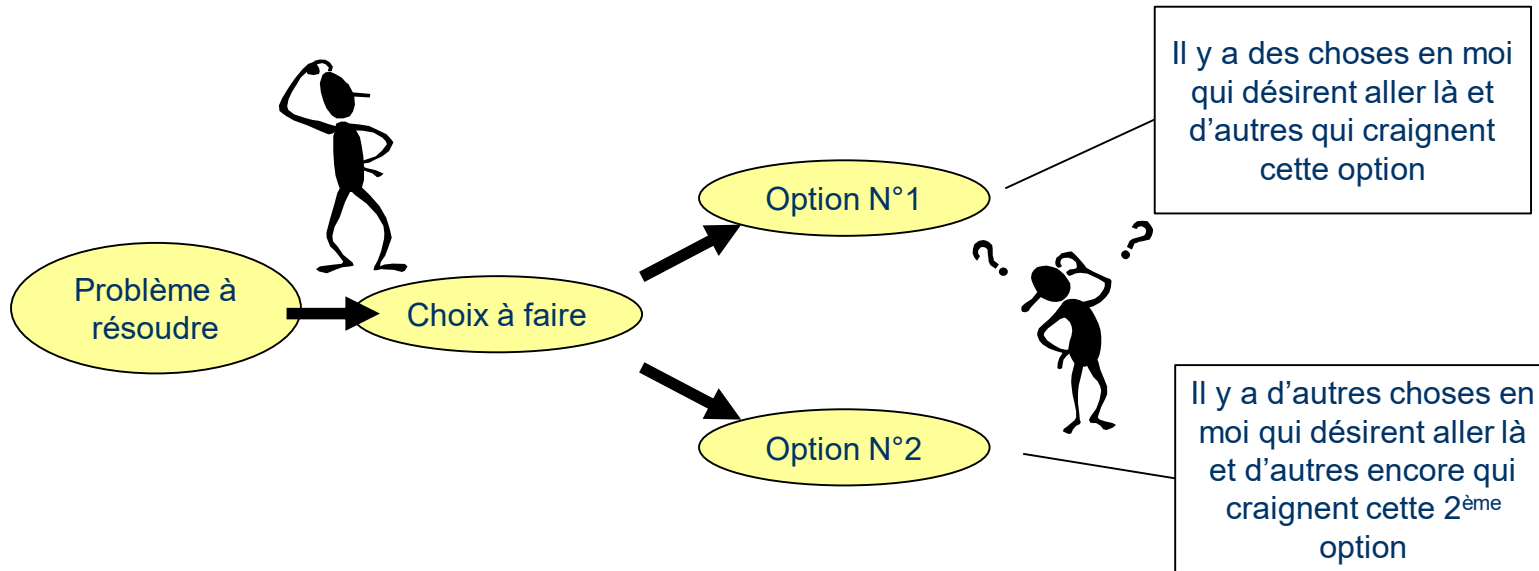 Il y a des choses en moi
qui désirent aller là et
d’autres qui craignent
cette option
Option N°1
Problème à
résoudre
Choix à faire
Option N°2
Il y a d’autres choses en
moi qui désirent aller là
et d’autres encore qui
craignent cette 2ème
option
? ?